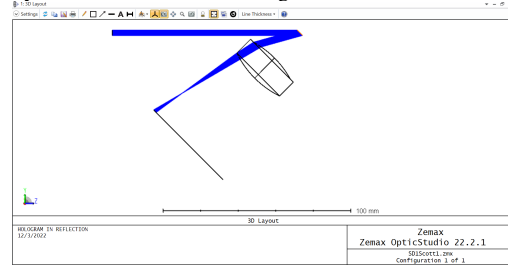 1: 3D Layout
Settings
Line Thickness
Y
Z
100 mm
3D Layout
HOLOGRAM IN REFLECTION
12/3/2022
Zemax
Zemax OpticStudio 22.2.1
SDiScotti.zmx
Configuration 1 of 1